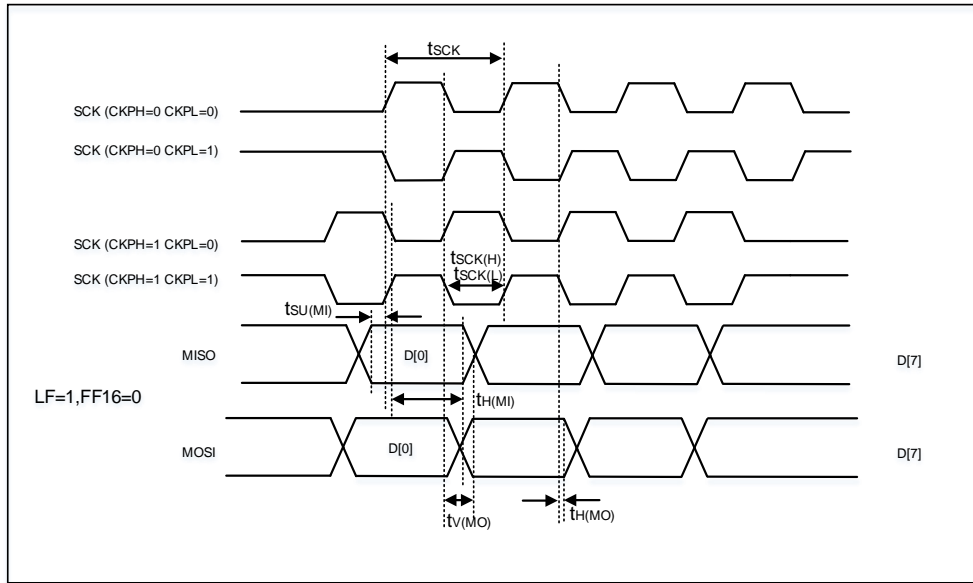 tSCK
SCK (CKPH=0 CKPL=0)
SCK (CKPH=0 CKPL=1)
SCK (CKPH=1 CKPL=0)
tSCK(H)
SCK (CKPH=1 CKPL=1)
tSCK(L)
tSU(MI)
MISO
D[0]
D[7]
LF=1,FF16=0
tH(MI)
MOSI
D[0]
D[7]
tV(MO)
tH(MO)